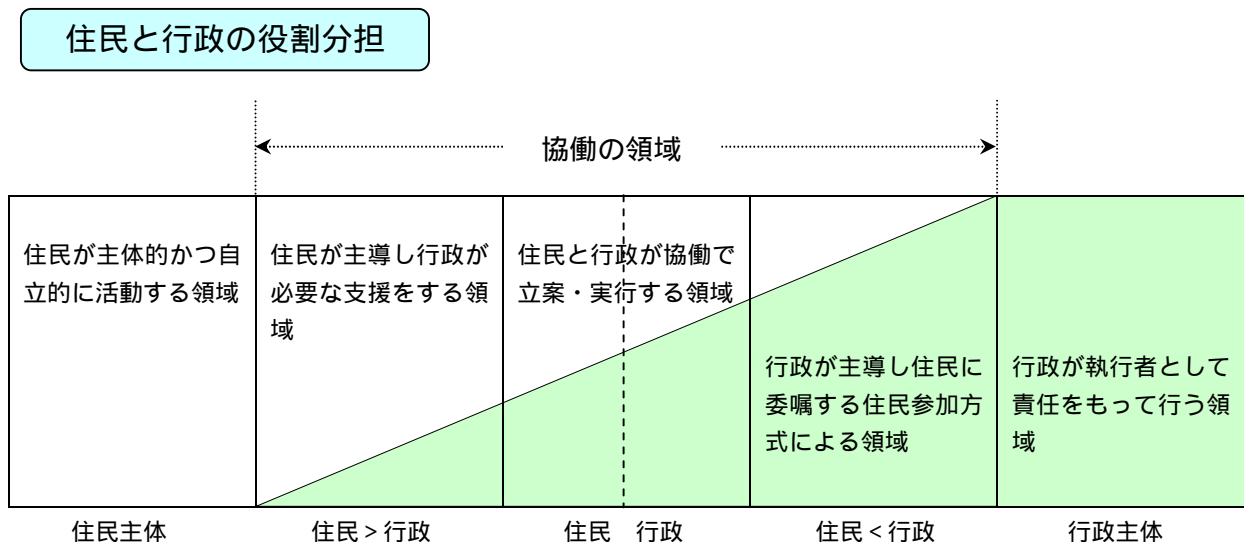 住民と行政の役割分担
協働の領域
住民が主体的かつ自
立的に活動する領域
住民が主導し行政が
必要な支援をする領
域
住民と行政が協働で
立案・実行する領域
行政が主導し住民に
委嘱する住民参加方
式による領域
行政が執行者として
責任をもって行う領
域
住民主体
住民>行政
住民 行政
住民<行政
行政主体